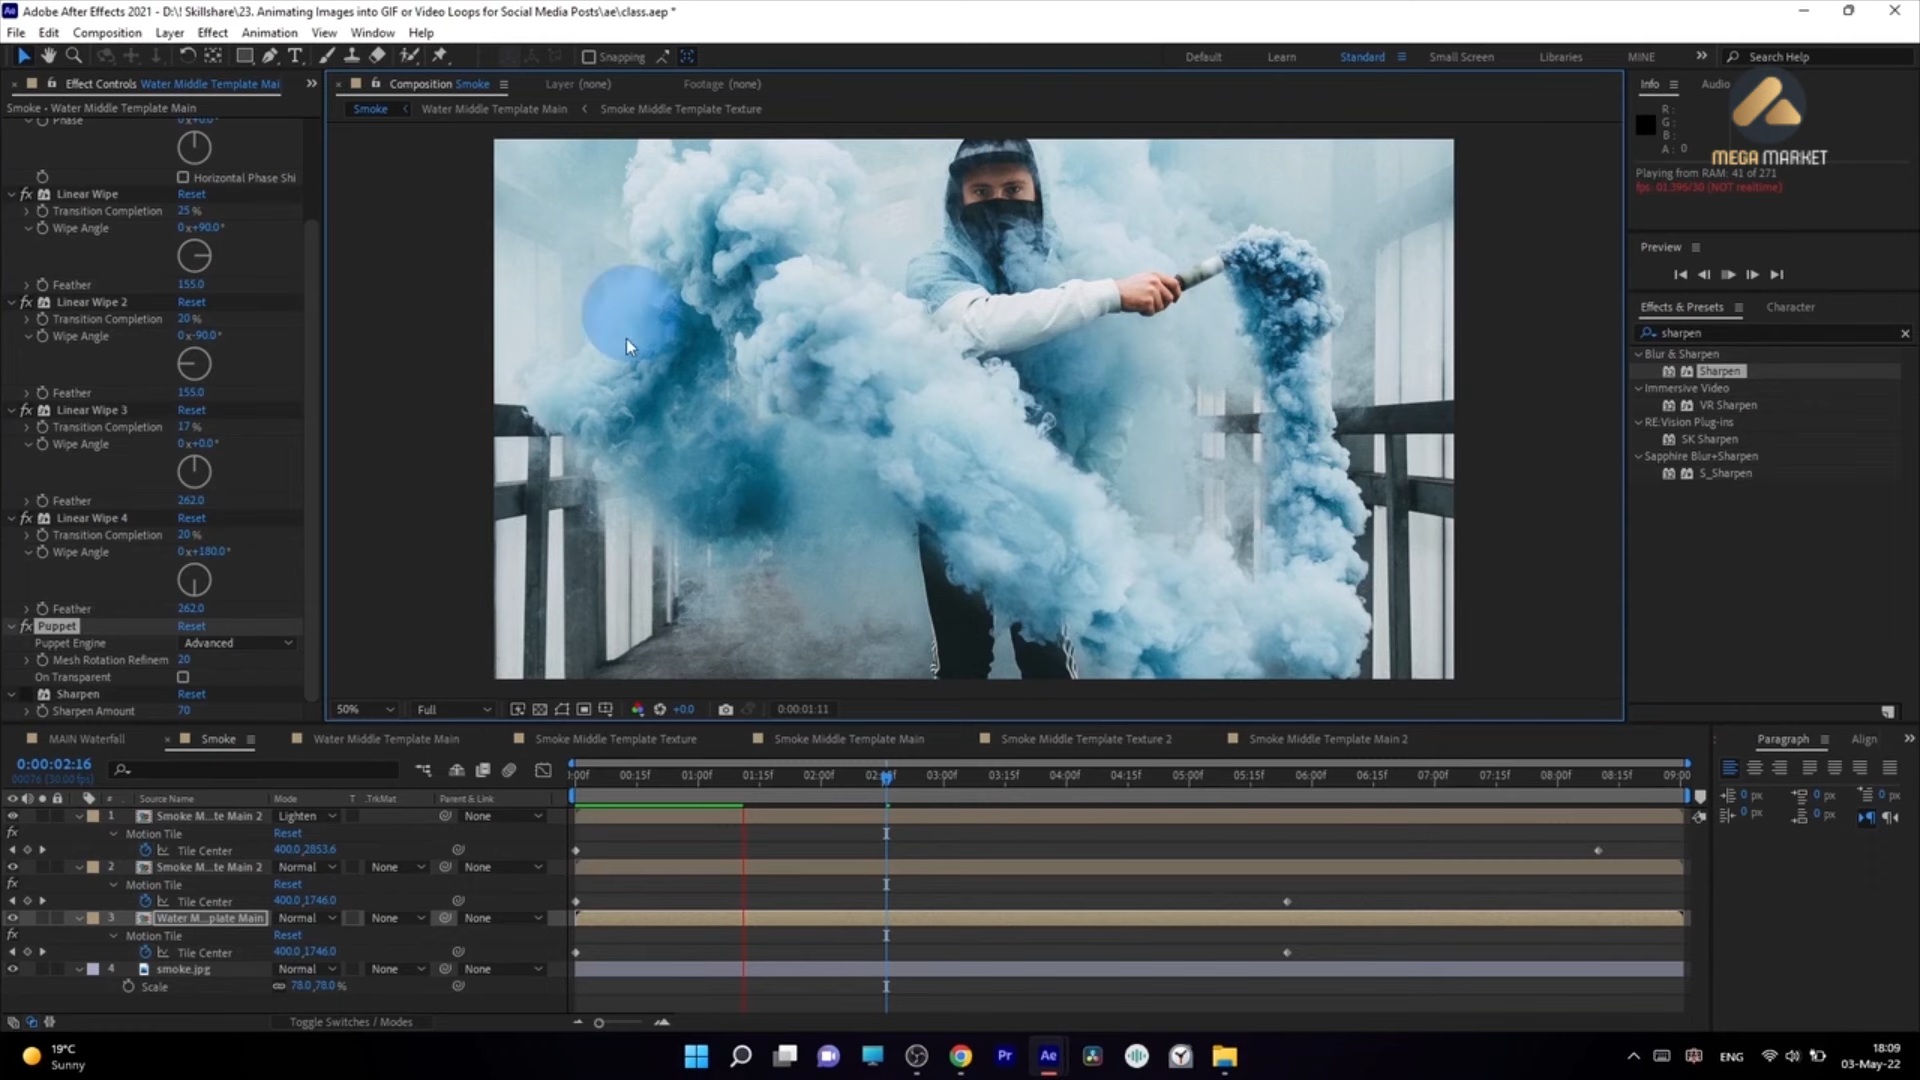 Adobe After Effects 2021 - D:\! Skillshare\23. Animating Images into GIF or Video Loops for Social Media Posts\ae\class.aep *
File Edit Composition Layer Effect Animation View Window Help
Snapping
Default Learn Standard Small Screen Libraries MINE Search Help
Effect Controls Water Middle Template Mai
Composition Smoke Layer (none) Footage (none)
Info Audio
Smoke - Water Middle Template Main
Smoke Water Middle Template Main Smoke Middle Template Texture
R:
G:
B:
A: 0
MEGA MARKET
Playing from RAM: 41 of 271
fps: 01.396/30 (NOT realtime)
Phase 0x+0.0°
Horizontal Phase Shi
Linear Wipe Reset
Transition Completion 25 %
Wipe Angle 0x+90.0°
Feather 155.0
Linear Wipe 2 Reset
Transition Completion 20 %
Wipe Angle 0x-90.0°
Feather 155.0
Linear Wipe 3 Reset
Transition Completion 17 %
Wipe Angle 0x+0.0°
Feather 262.0
Linear Wipe 4 Reset
Transition Completion 20 %
Wipe Angle 0x+180.0°
Feather 262.0
Puppet Reset
Puppet Engine Advanced
Mesh Rotation Refinem 20
On Transparent
Sharpen Reset
Sharpen Amount 70
Preview
Effects & Presets Character
sharpen
Blur & Sharpen
Sharpen
Immersive Video
VR Sharpen
RE:Vision Plug-ins
SK Sharpen
Sapphire Blur+Sharpen
S_Sharpen
50% Full +0.0 0:00:01:11
MAIN Waterfall Smoke Water Middle Template Main Smoke Middle Template Texture Smoke Middle Template Main Smoke Middle Template Texture 2 Smoke Middle Template Main 2
Paragraph Align
0:00:02:16
00076 (30.00 fps)
:00f 00:15f 01:00f 01:15f 02:00f 03:00f 03:15f 04:00f 04:15f 05:00f 05:15f 06:00f 06:15f 07:00f 07:15f 08:00f 08:15f 09:00
# Source Name Mode T .TrkMat Parent & Link
1 Smoke M...te Main 2 Lighten None
Motion Tile Reset
Tile Center 400.0,2853.6
2 Smoke M...te Main 2 Normal None None
Motion Tile Reset
Tile Center 400.0,1746.0
3 Water M...plate Main Normal None None
Motion Tile Reset
Tile Center 400.0,1746.0
4 smoke.jpg Normal None None
Scale 78.0,78.0 %
Toggle Switches / Modes
0 px 0 px 0 px
0 px 0 px
19°C
Sunny
Pr Ae
ENG
18:09
03-May-22